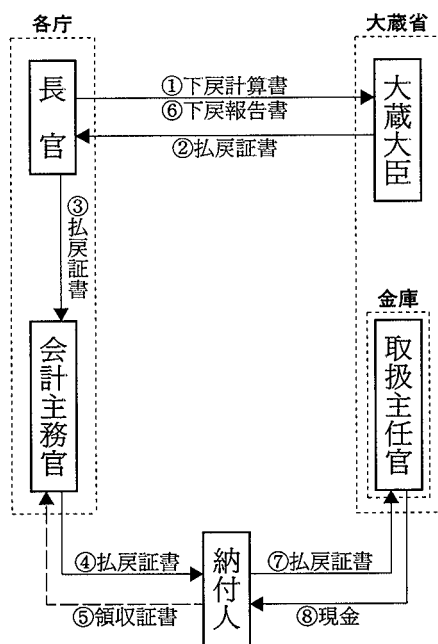 各庁
大蔵省
長官
①下戻計算書
⑥下戻報告書
②払戻証書
大蔵大臣
③払戻証書
金庫
会計主務官
取扱主任官
④払戻証書
⑤領収証書
納付人
⑦払戻証書
⑧現金